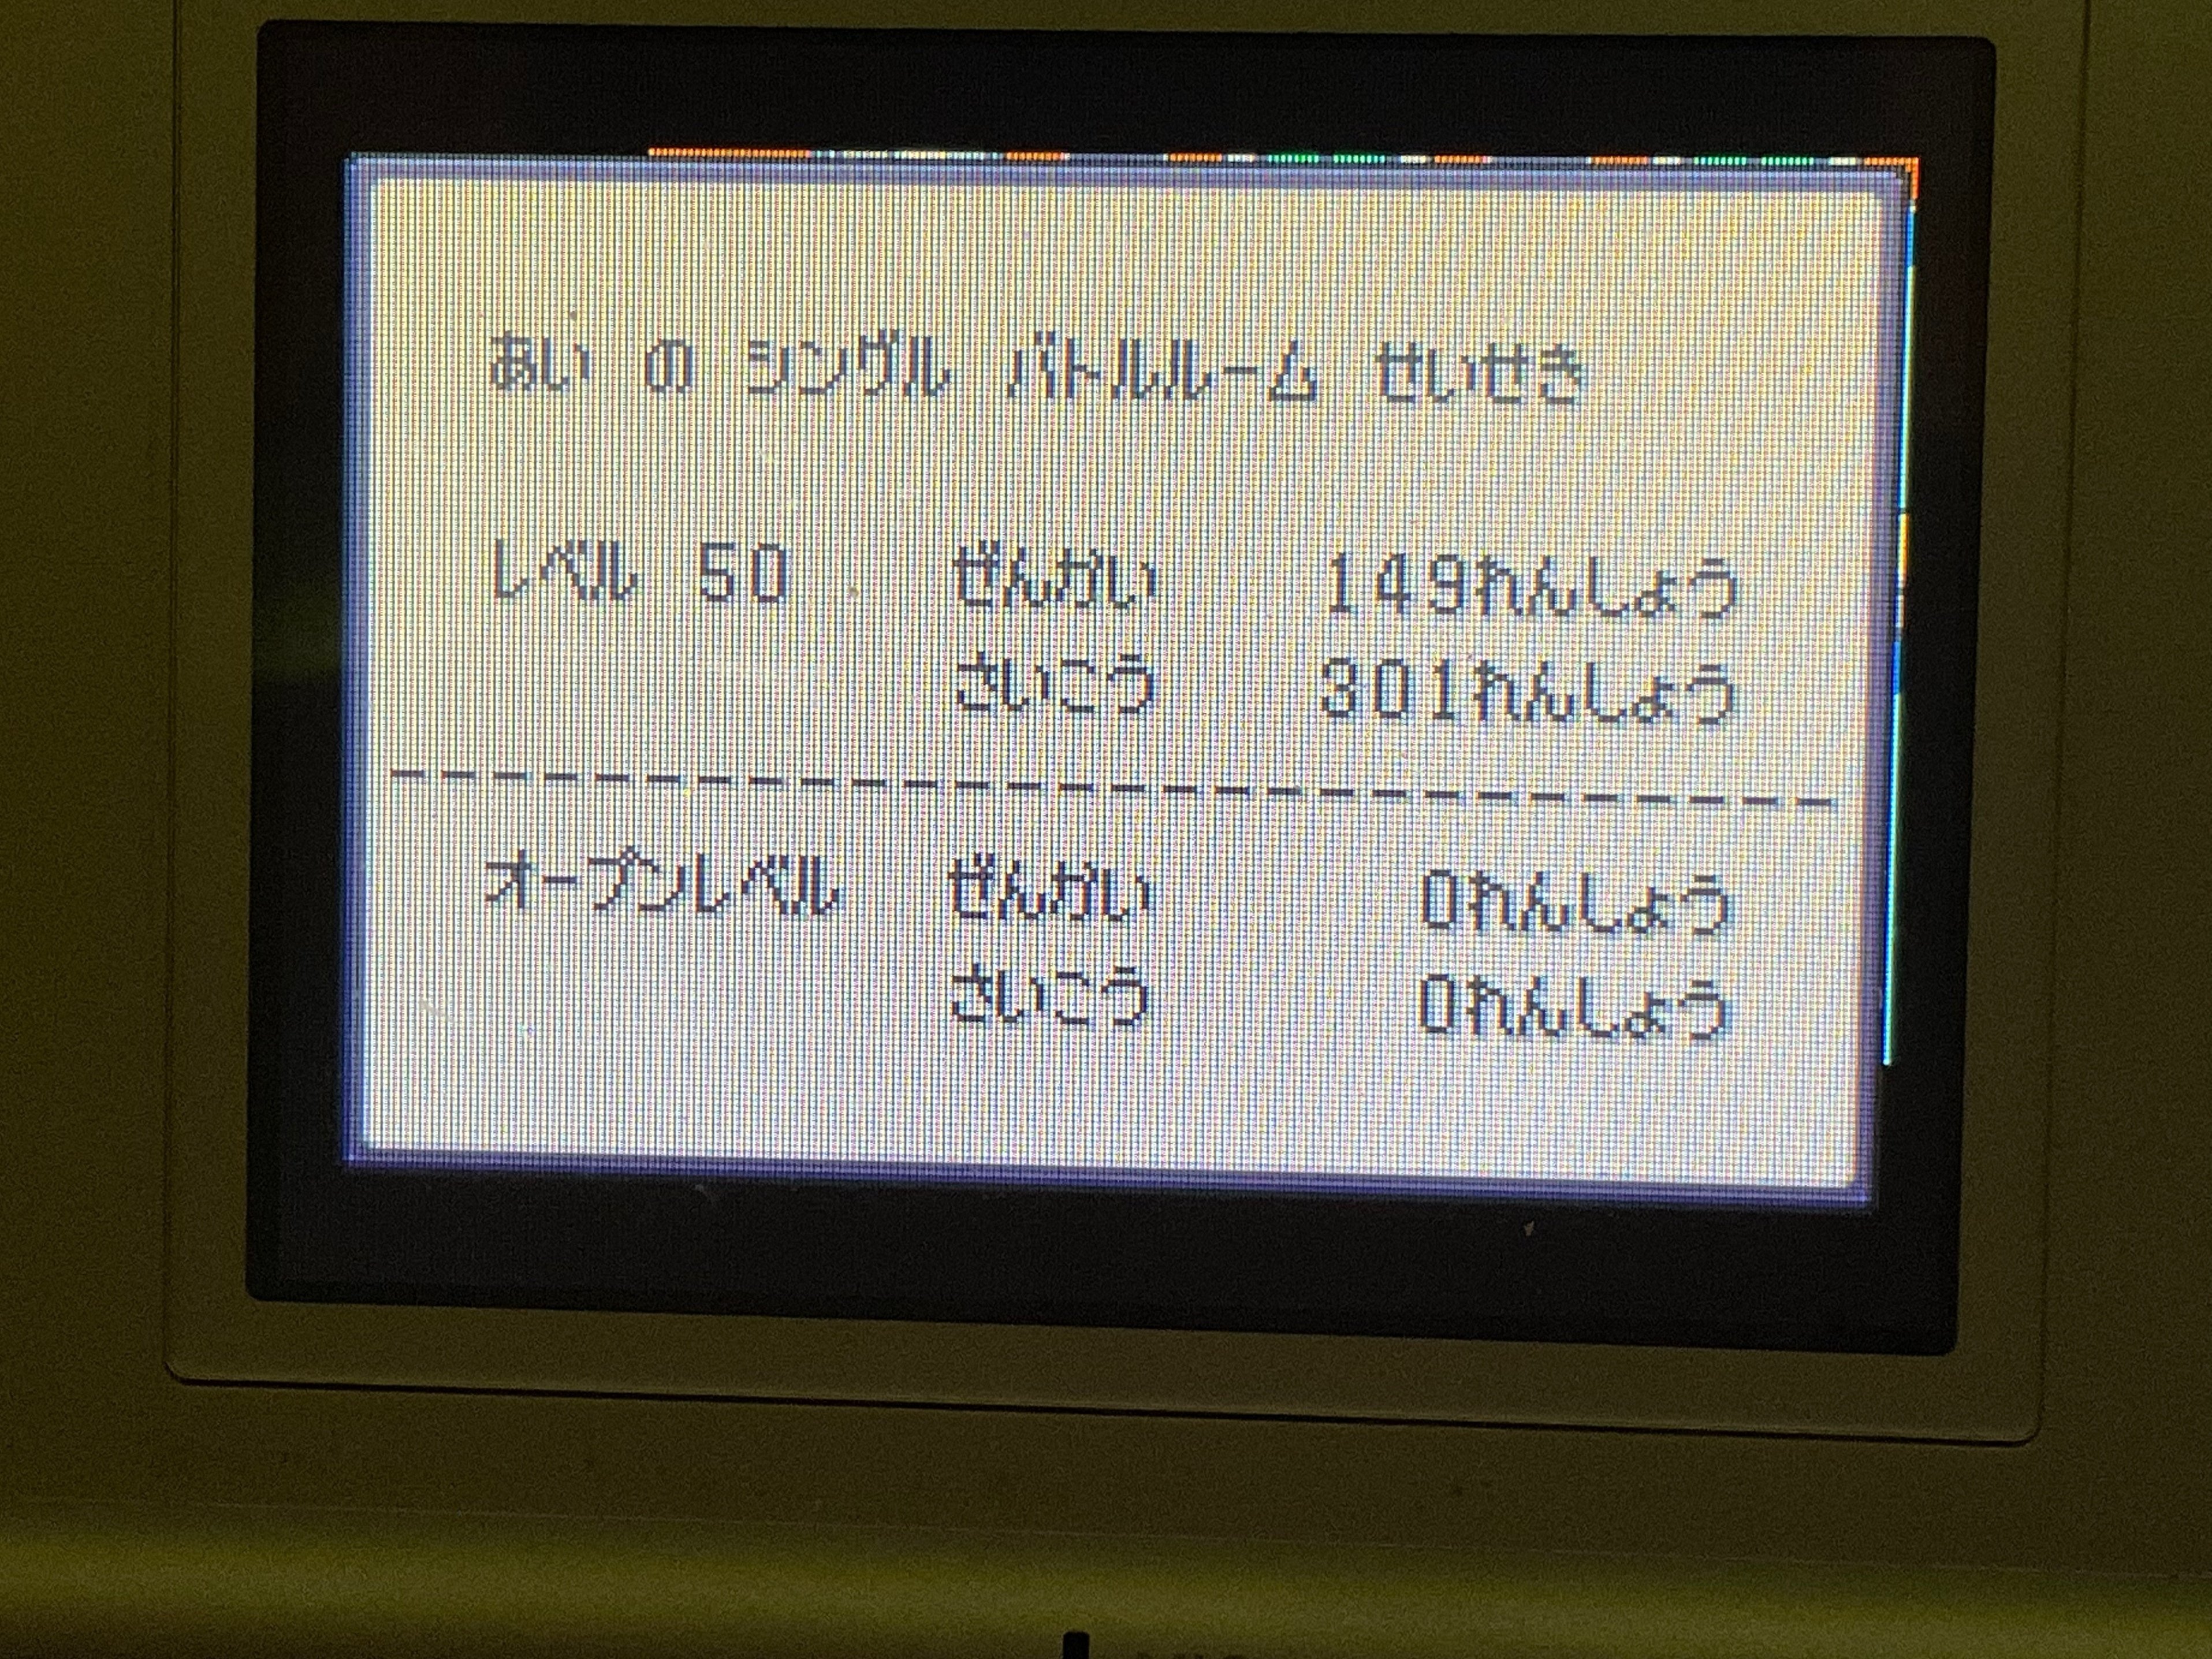 あい の シングル バトルルーム せいせき
レベル 50 ぜんかい 149れんしょう
さいこう 301れんしょう
オープンレベル ぜんかい 0れんしょう
さいこう 0れんしょう